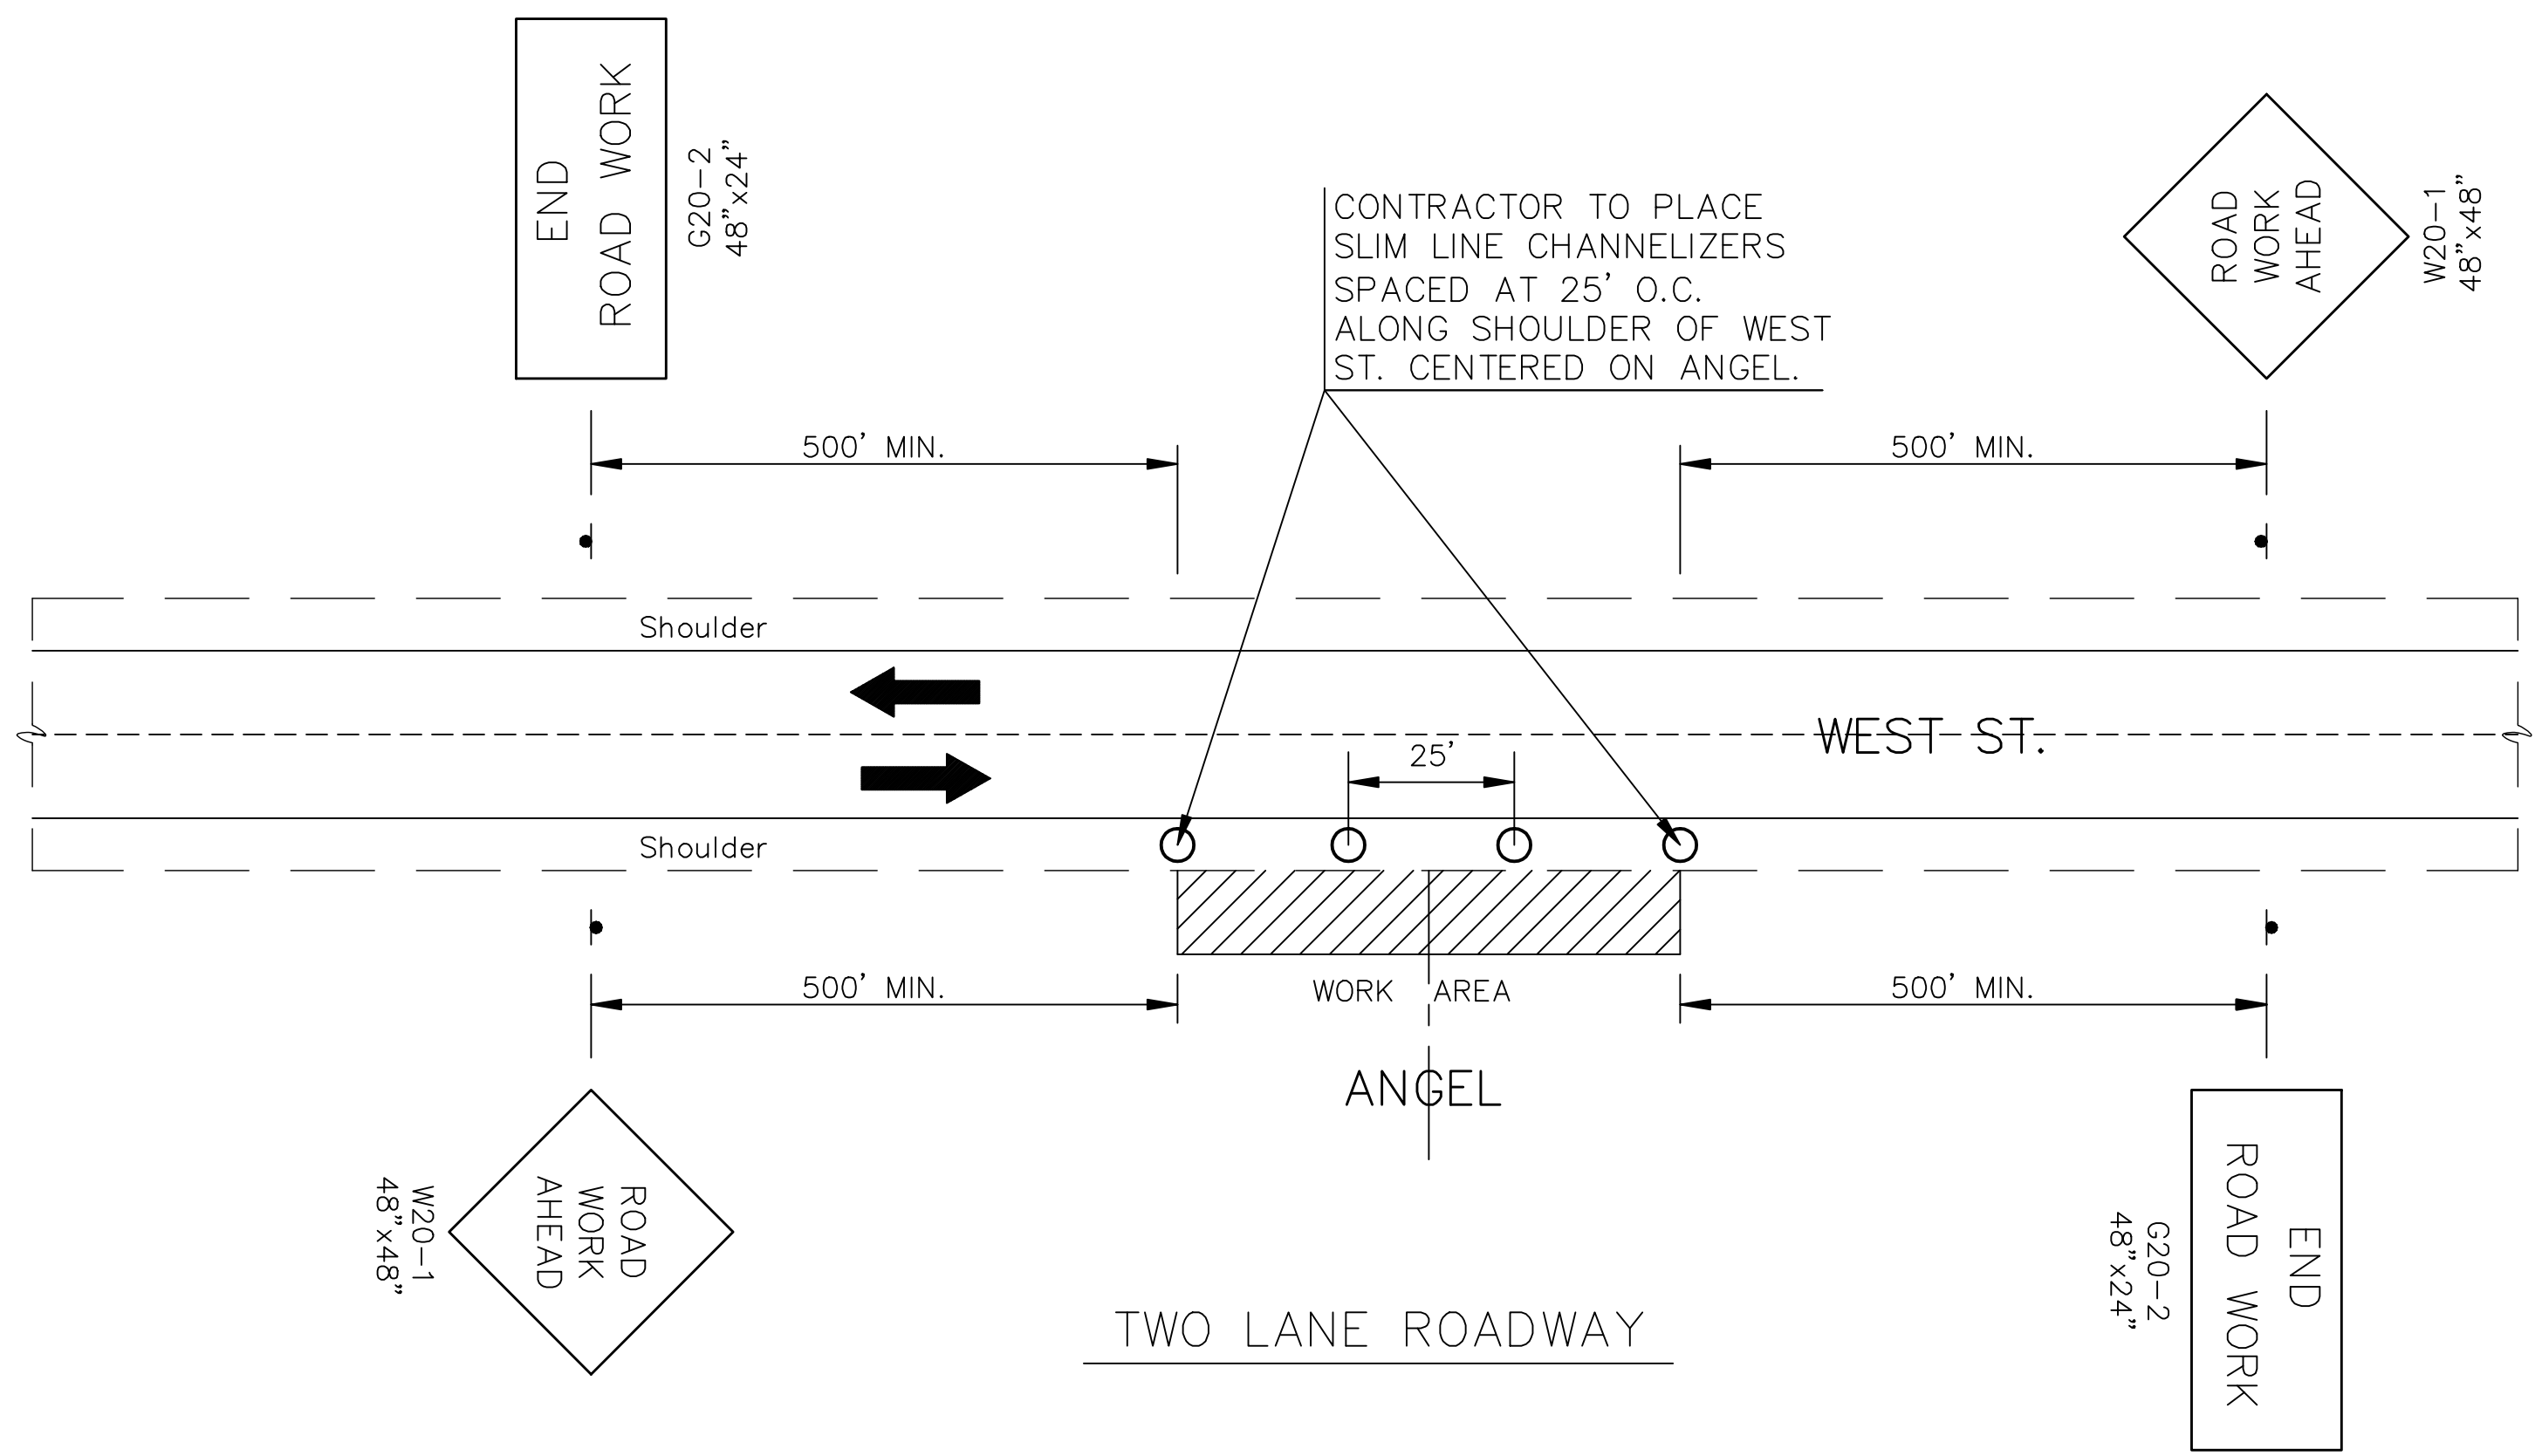 END
ROAD WORK
G20-2
48"x24"
ROAD
WORK
AHEAD
W20-1
48"x48"
CONTRACTOR TO PLACE
SLIM LINE CHANNELIZERS
SPACED AT 25' O.C.
ALONG SHOULDER OF WEST
ST. CENTERED ON ANGEL.
500' MIN.
500' MIN.
Shoulder
WEST ST.
25'
Shoulder
500' MIN.
WORK AREA
500' MIN.
ANGEL
ROAD
WORK
AHEAD
W20-1
48"x48"
END
ROAD WORK
G20-2
48"x24"
TWO LANE ROADWAY